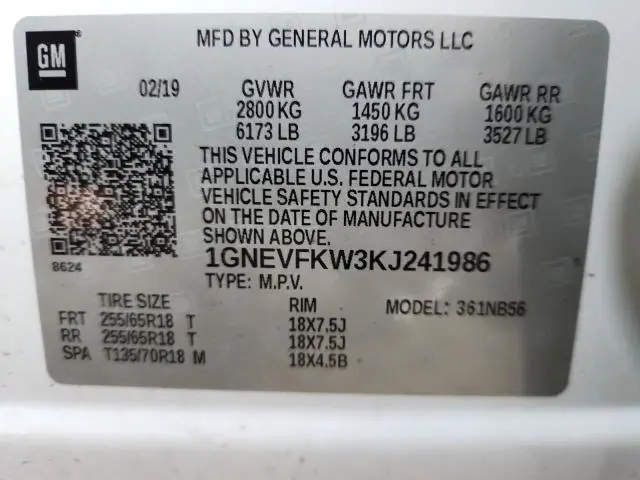 GM
MFD BY GENERAL MOTORS LLC
02/19 GVWR GAWR FRT GAWR RR
2800 KG 1450 KG 1600 KG
6173 LB 3196 LB 3527 LB
THIS VEHICLE CONFORMS TO ALL
APPLICABLE U.S. FEDERAL MOTOR
VEHICLE SAFETY STANDARDS IN EFFECT
ON THE DATE OF MANUFACTURE
SHOWN ABOVE.
8624
1GNEVFKW3KJ241986
TYPE: M.P.V.
TIRE SIZE RIM MODEL: 361NB56
FRT 255/65R18 T 18X7.5J
RR 255/65R18 T 18X7.5J
SPA T135/70R18 M 18X4.5B